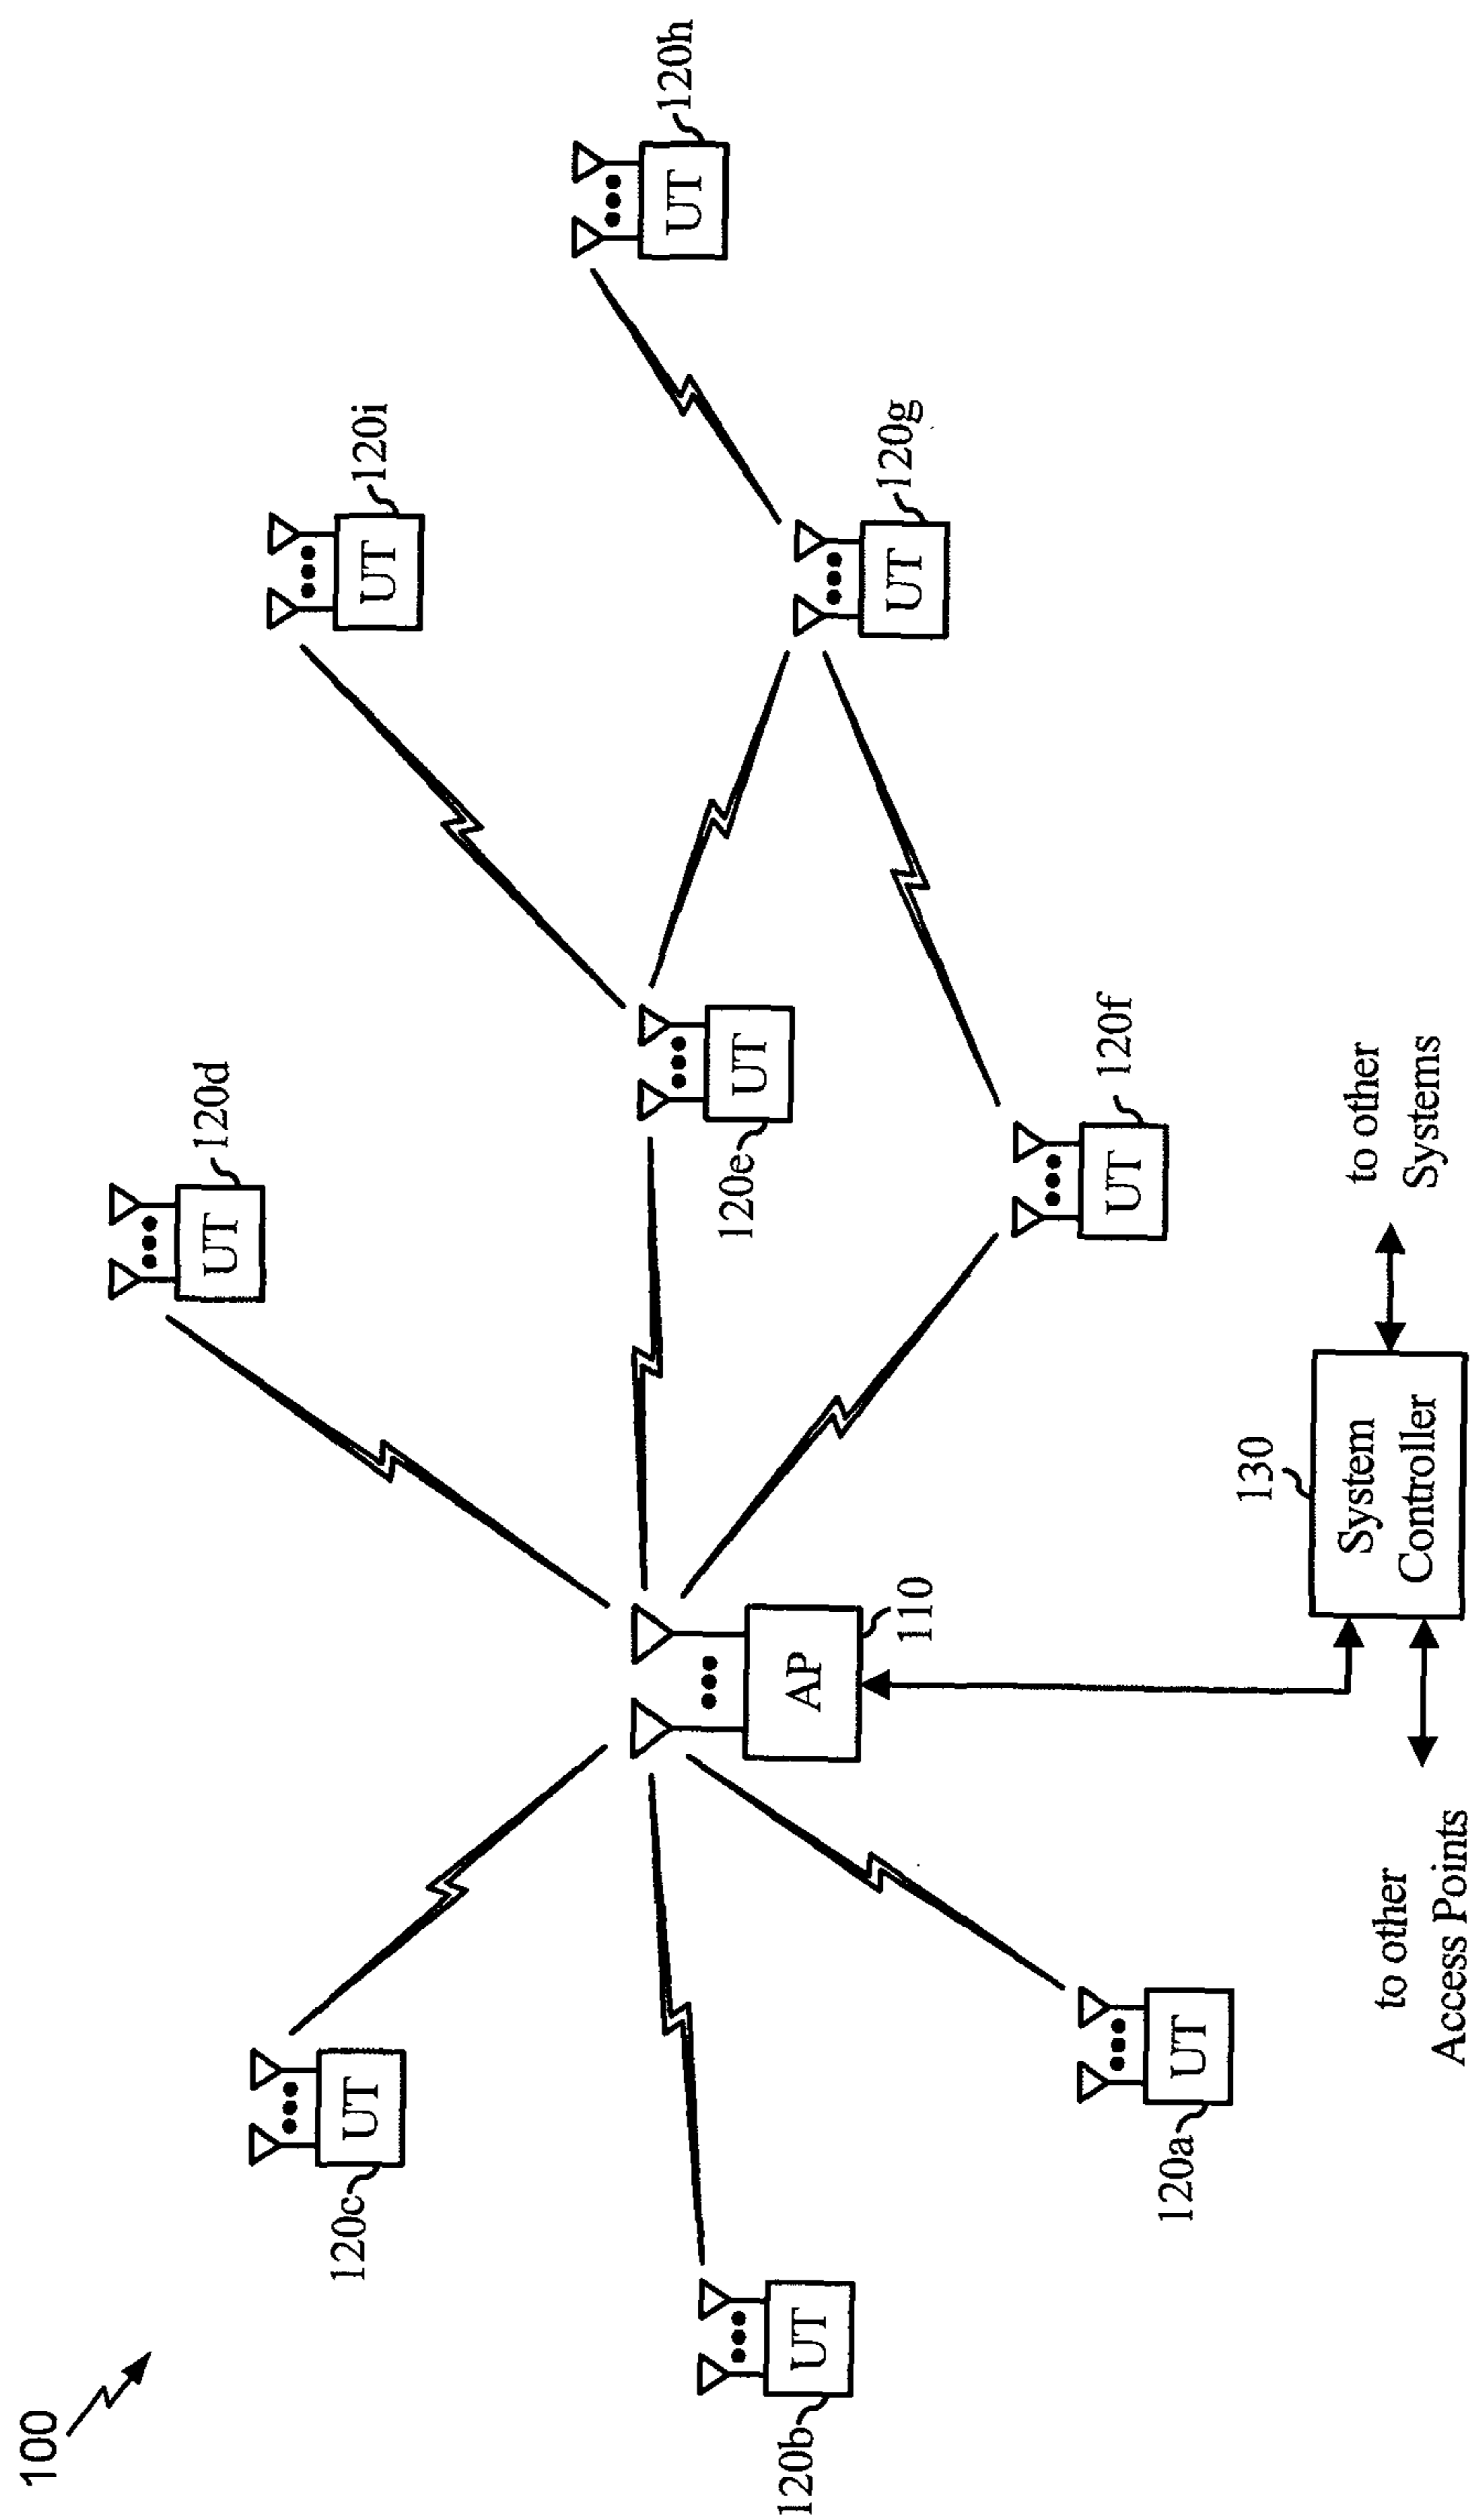 100
120d
UT
120i
UT
120c
UT
120h
UT
120e
UT
AP
110
120g
UT
120b
UT
120f
UT
120a
UT
130
System
Controller
to other
Systems
to other
Access Points